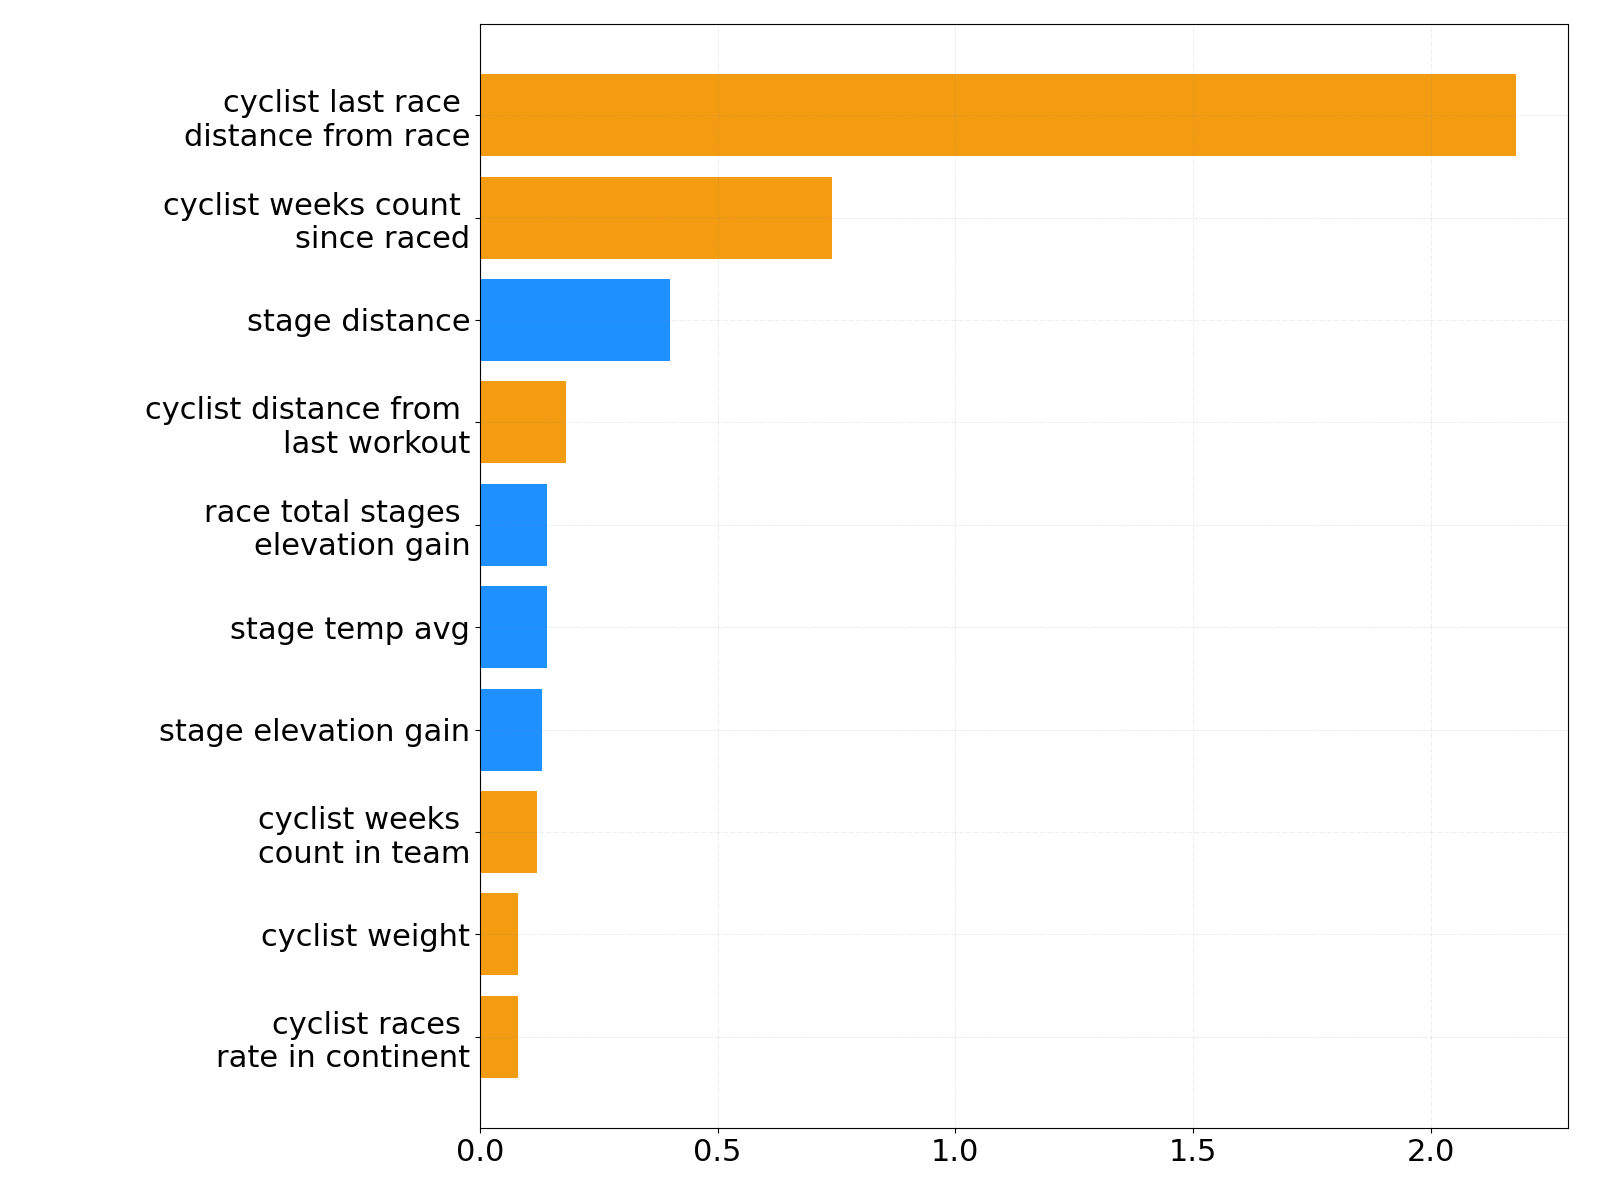 cyclist last race
distance from race
cyclist weeks count
since raced
stage distance
cyclist distance from
last workout
race total stages
elevation gain
stage temp avg
stage elevation gain
cyclist weeks
count in team
cyclist weight
cyclist races
rate in continent
0.0 0.5 1.0 1.5 2.0